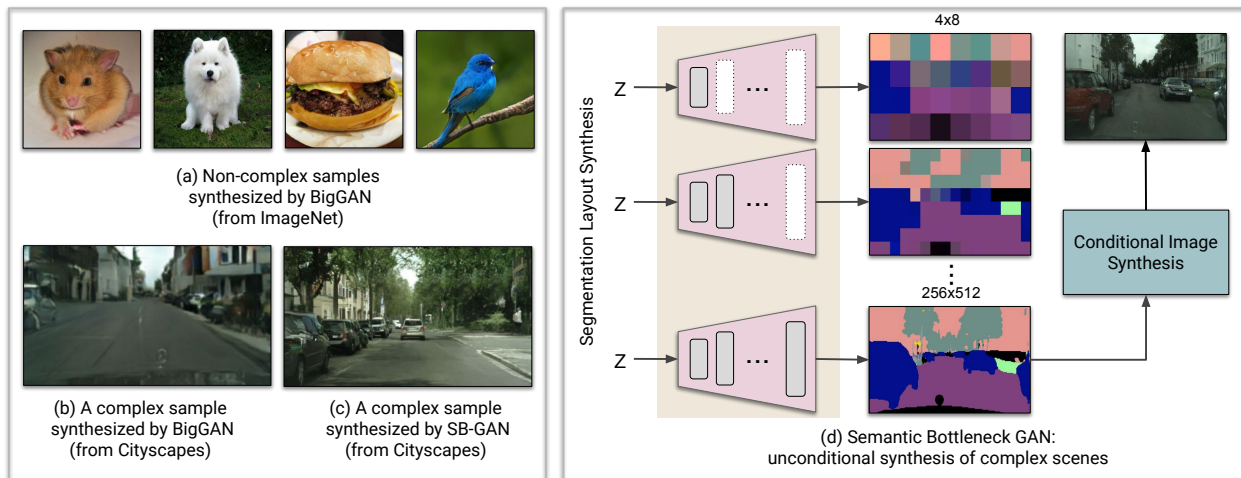 (a) Non-complex samples
synthesized by BigGAN
(from ImageNet)
(b) A complex sample
synthesized by BigGAN
(from Cityscapes)
(c) A complex sample
synthesized by SB-GAN
(from Cityscapes)
Segmentation Layout Synthesis
Z
...
4x8
Z
...
⋮
256x512
Z
...
Conditional Image
Synthesis
(d) Semantic Bottleneck GAN:
unconditional synthesis of complex scenes